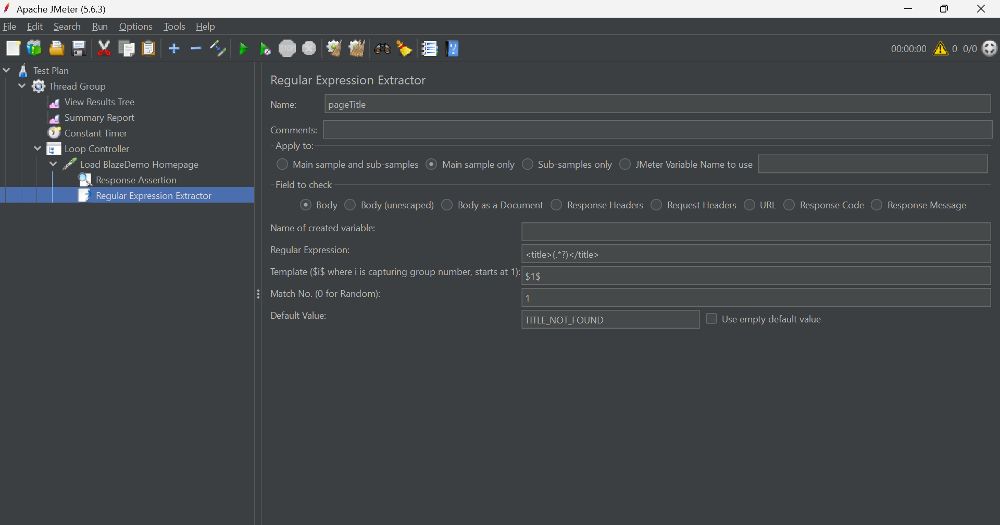 Apache JMeter (5.6.3)
File Edit Search Run Options Tools Help
STOP
00:00:00 0 0/0
Test Plan
Thread Group
View Results Tree
Summary Report
Constant Timer
Loop Controller
Load BlazeDemo Homepage
Response Assertion
Regular Expression Extractor
Regular Expression Extractor
Name: pageTitle
Comments:
Apply to:
Main sample and sub-samples Main sample only Sub-samples only JMeter Variable Name to use
Field to check
Body Body (unescaped) Body as a Document Response Headers Request Headers URL Response Code Response Message
Name of created variable:
Regular Expression: <title>(.*?)</title>
Template ($i$ where i is capturing group number, starts at 1): $1$
Match No. (0 for Random): 1
Default Value: TITLE_NOT_FOUND Use empty default value